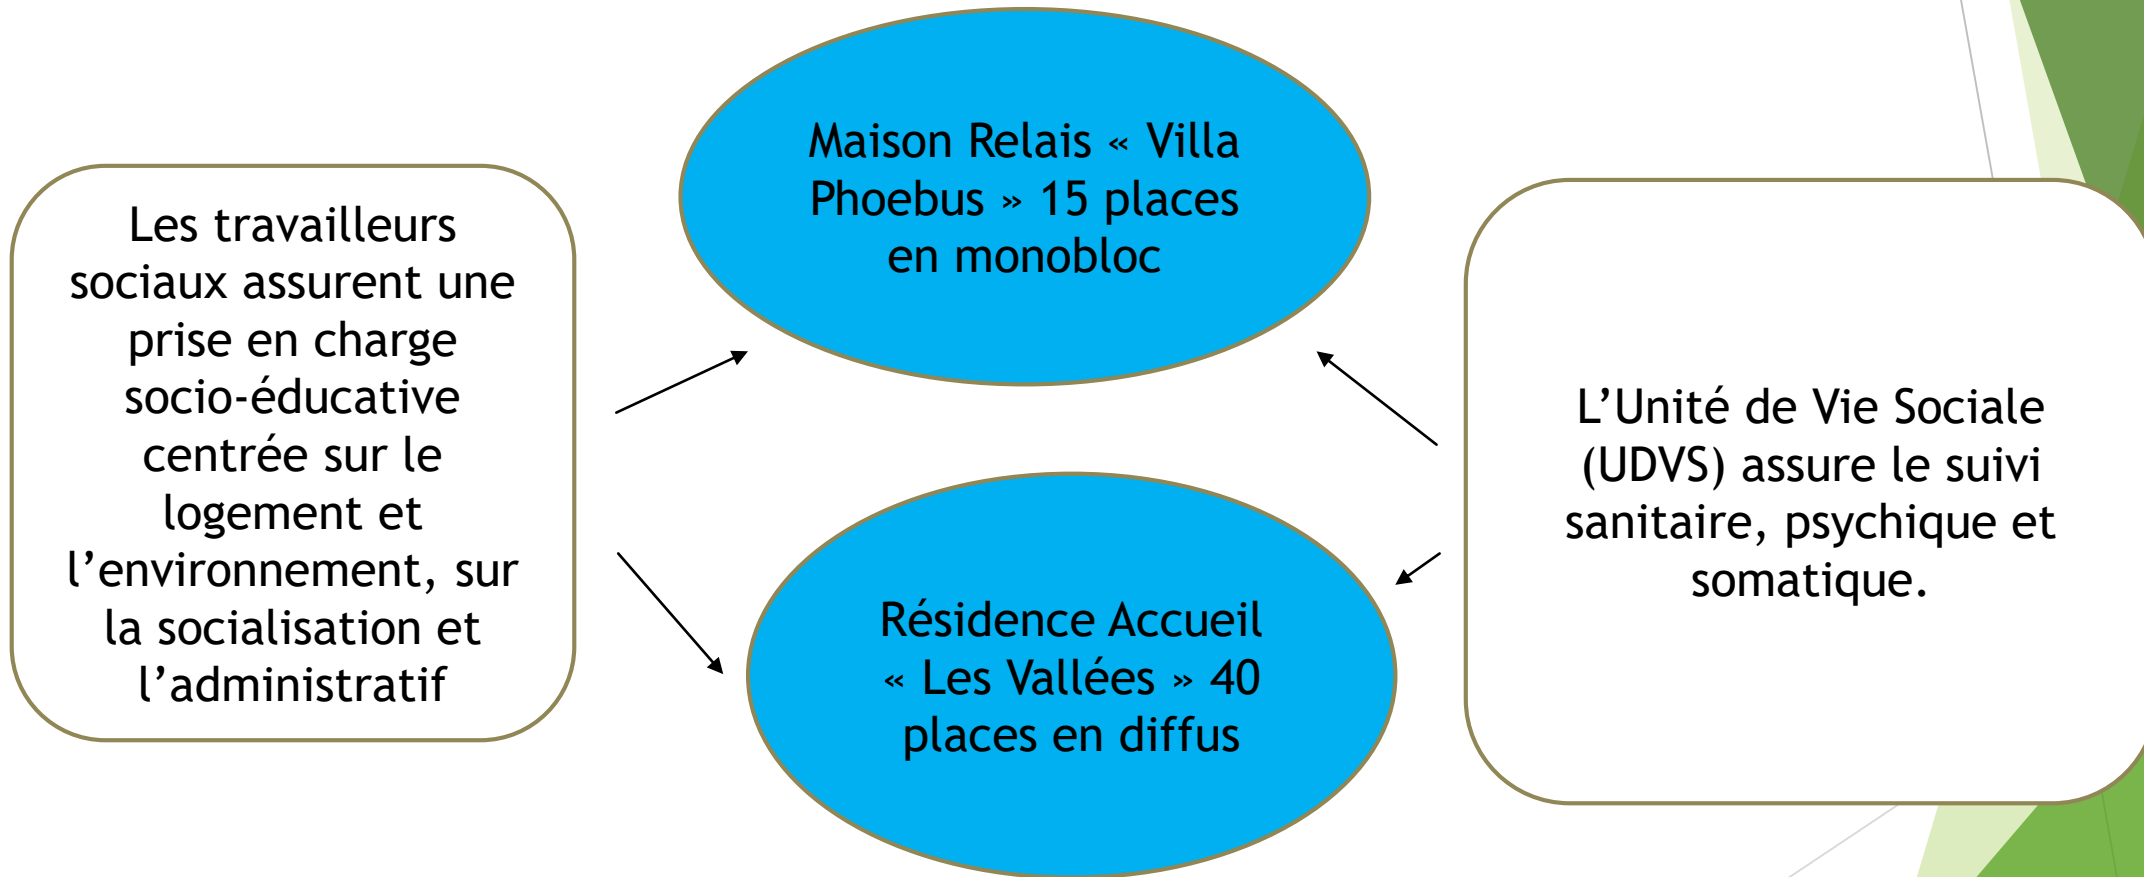 Les travailleurs
sociaux assurent une
prise en charge
socio-éducative
centrée sur le
logement et
l’environnement, sur
la socialisation et
l’administratif
Maison Relais « Villa
Phoebus » 15 places
en monobloc
Résidence Accueil
« Les Vallées » 40
places en diffus
L’Unité de Vie Sociale
(UDVS) assure le suivi
sanitaire, psychique et
somatique.